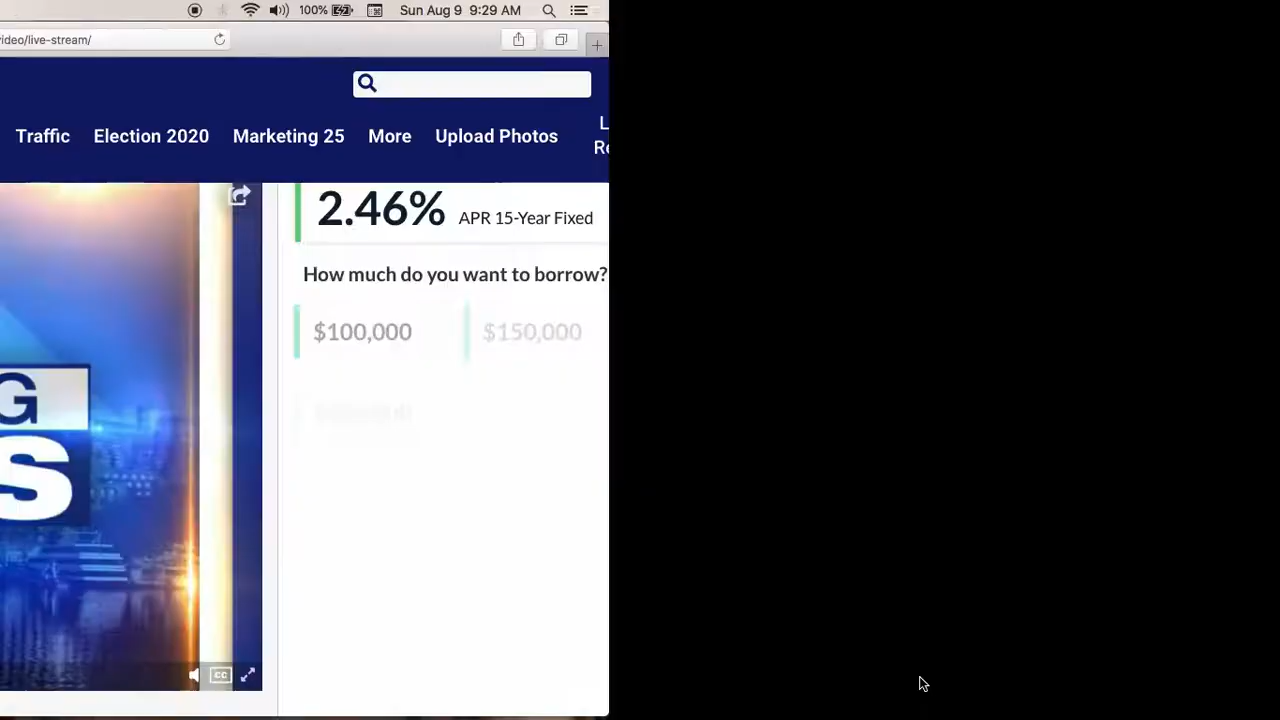 100% Sun Aug 9 9:29 AM
video/live-stream/
Traffic Election 2020 Marketing 25 More Upload Photos
2.46% APR 15-Year Fixed
How much do you want to borrow?
$100,000 $150,000
G
S
CC